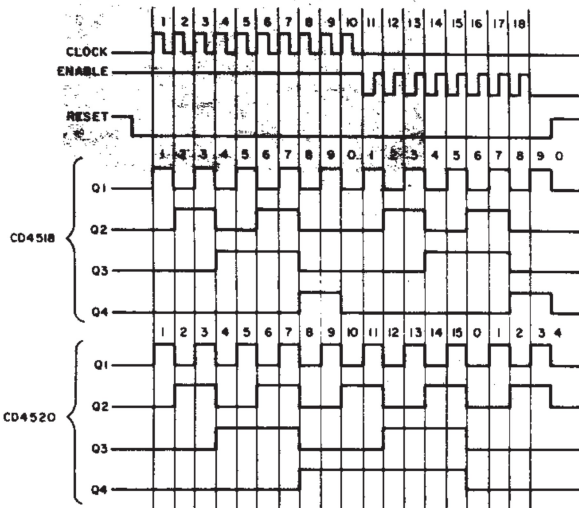 1 2 3 4 5 6 7 8 9 10 11 12 13 14 15 16 17 18
CLOCK
ENABLE
RESET
1 2 3 4 5 6 7 8 9 0 1 2 3 4 5 6 7 8 9 0
Q1
Q2
CD4518
Q3
Q4
1 2 3 4 5 6 7 8 9 10 11 12 13 14 15 0 1 2 3 4
Q1
Q2
CD4520
Q3
Q4